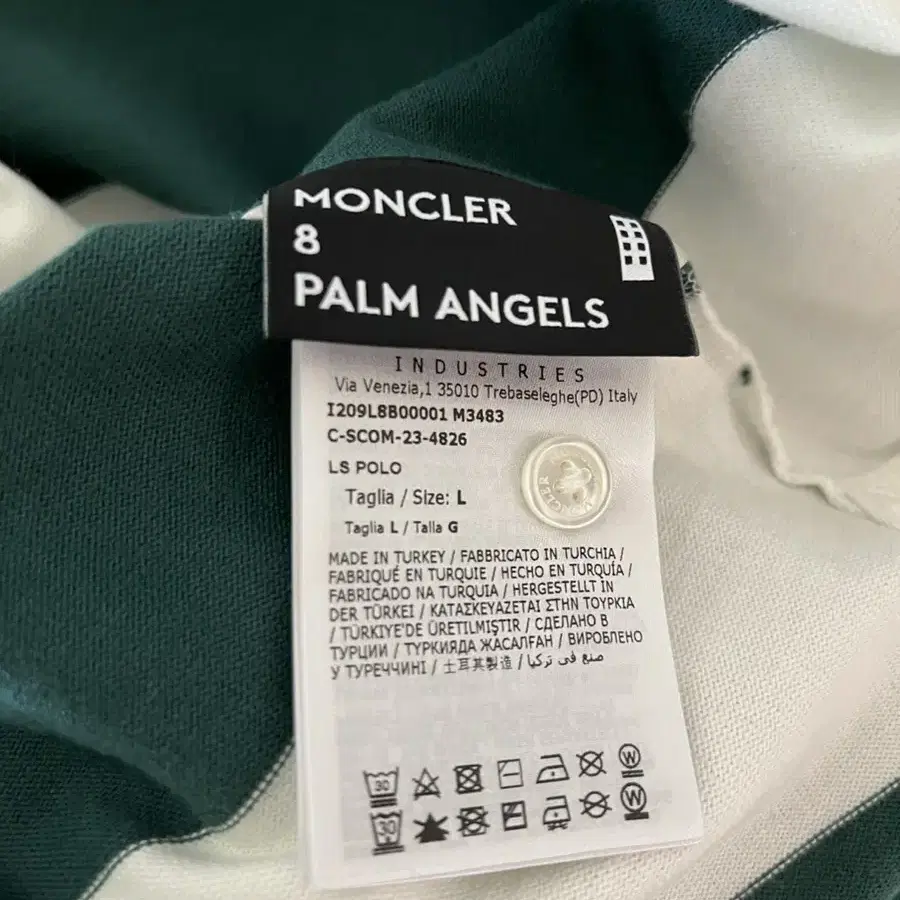 MONCLER
8
PALM ANGELS
INDUSTRIES
Via Venezia,1 35010 Trebaseleghe(PD) Italy
I209L8B00001 M3483
C-SCOM-23-4826
LS POLO
Taglia / Size: L
MONCLER
Taglia L / Talla G
MADE IN TURKEY / FABBRICATO IN TURCHIA /
FABRIQUÉ EN TURQUIE / HECHO EN TURQUÍA /
FABRICADO NA TURQUIA / HERGESTELLT IN
DER TÜRKEI / ΚΑΤΑΣΚΕΥΑΖΕΤΑΙ ΣΤΗΝ ΤΟΥΡΚΙΑ
/ TÜRKIYE'DE ÜRETILMIŞTIR / СДЕЛАНО В
ТУРЦИИ / ТҮРКИЯДА ЖАСАЛҒАН / ВИРОБЛЕНО
У ТУРЕЧЧИНІ / 土耳其製造 / صنع في تركيا
30 W
30 W